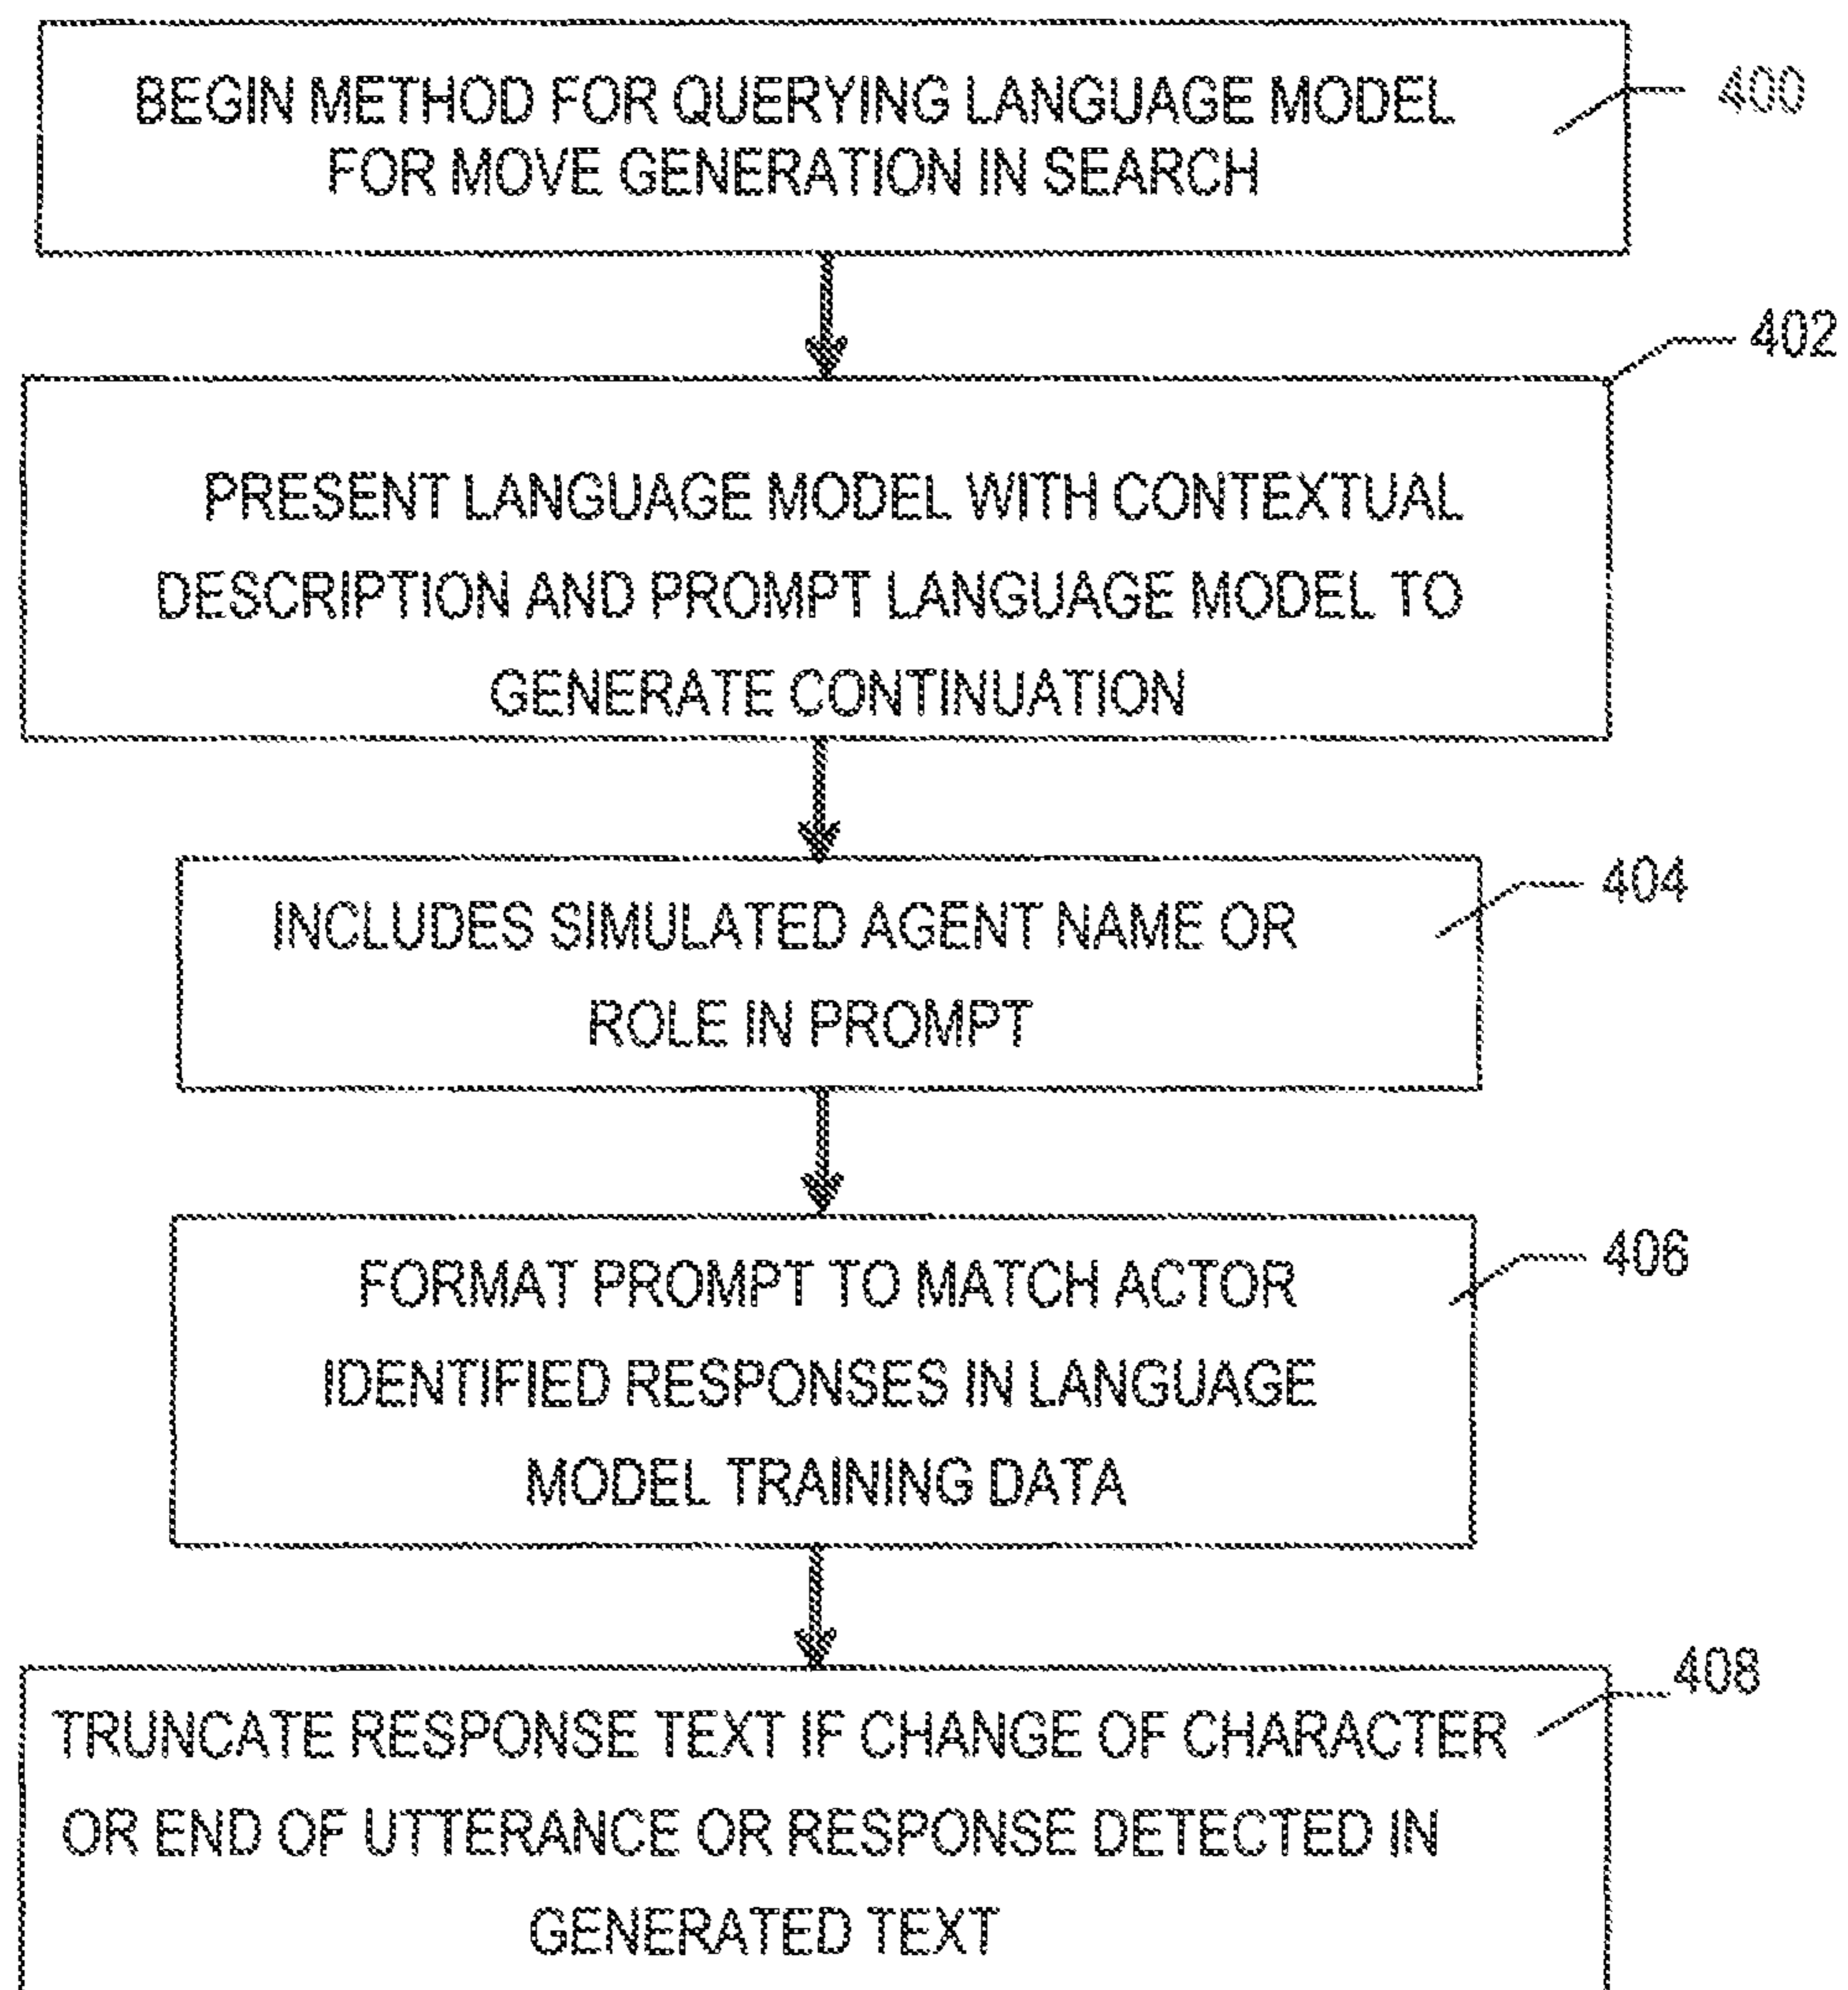 BEGIN METHOD FOR QUERYING LANGUAGE MODEL
FOR MOVE GENERATION IN SEARCH
400
402
PRESENT LANGUAGE MODEL WITH CONTEXTUAL
DESCRIPTION AND PROMPT LANGUAGE MODEL TO
GENERATE CONTINUATION
404
INCLUDES SIMULATED AGENT NAME OR
ROLE IN PROMPT
406
FORMAT PROMPT TO MATCH ACTOR
IDENTIFIED RESPONSES IN LANGUAGE
MODEL TRAINING DATA
408
TRUNCATE RESPONSE TEXT IF CHANGE OF CHARACTER
OR END OF UTTERANCE OR RESPONSE DETECTED IN
GENERATED TEXT